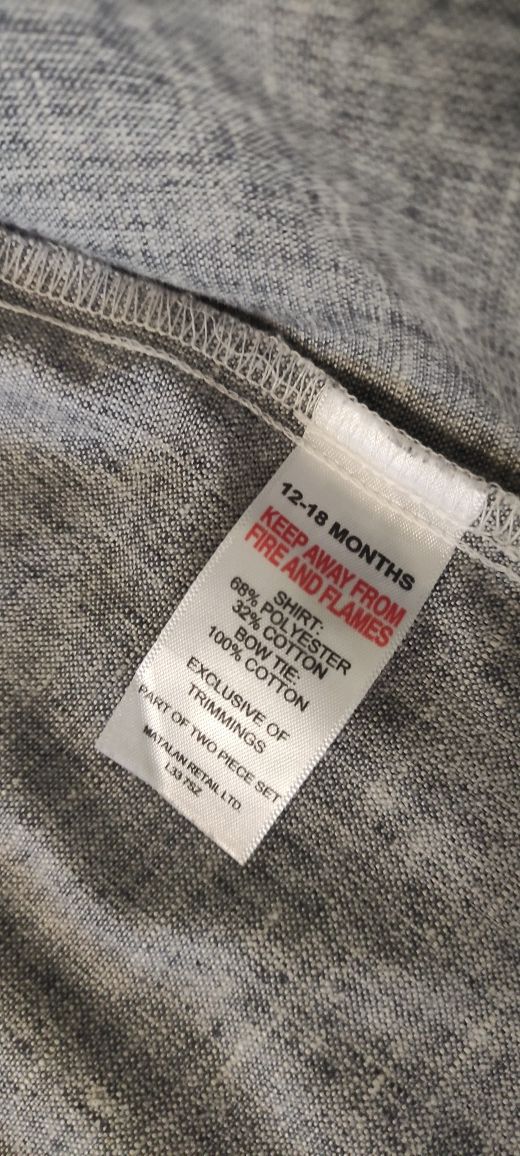 12-18 MONTHS
KEEP AWAY FROM
FIRE AND FLAMES
SHIRT:
68% POLYESTER
32% COTTON
BOW TIE:
100% COTTON
EXCLUSIVE OF
TRIMMINGS
PART OF TWO PIECE SET
MATALAN RETAIL LTD.
L33 7SZ